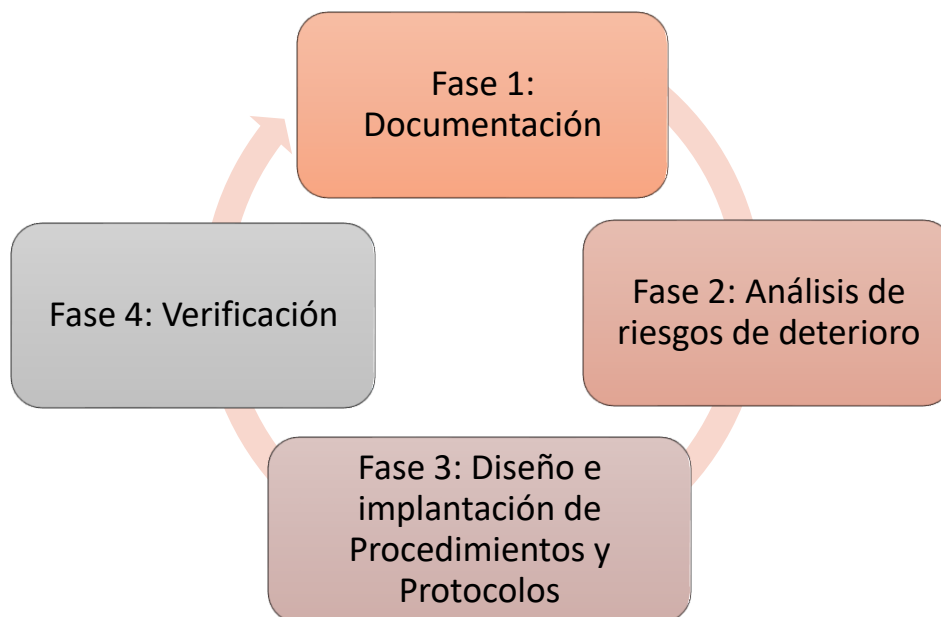 Fase 1:
Documentación
Fase 2: Análisis de
riesgos de deterioro
Fase 3: Diseño e
implantación de
Procedimientos y
Protocolos
Fase 4: Verificación